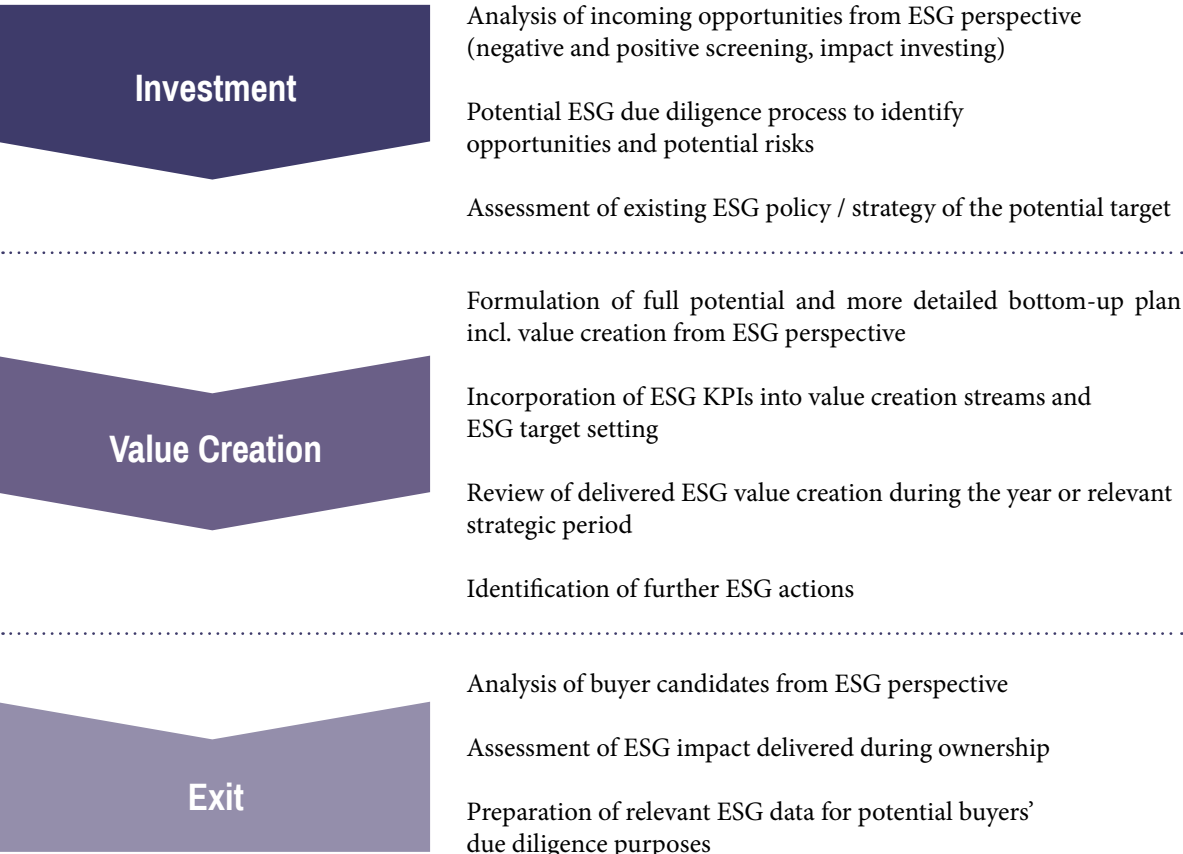 Investment
Analysis of incoming opportunities from ESG perspective
(negative and positive screening, impact investing)
Potential ESG due diligence process to identify
opportunities and potential risks
Assessment of existing ESG policy / strategy of the potential target
Value Creation
Formulation of full potential and more detailed bottom-up plan
incl. value creation from ESG perspective
Incorporation of ESG KPIs into value creation streams and
ESG target setting
Review of delivered ESG value creation during the year or relevant
strategic period
Identification of further ESG actions
Exit
Analysis of buyer candidates from ESG perspective
Assessment of ESG impact delivered during ownership
Preparation of relevant ESG data for potential buyers’
due diligence purposes